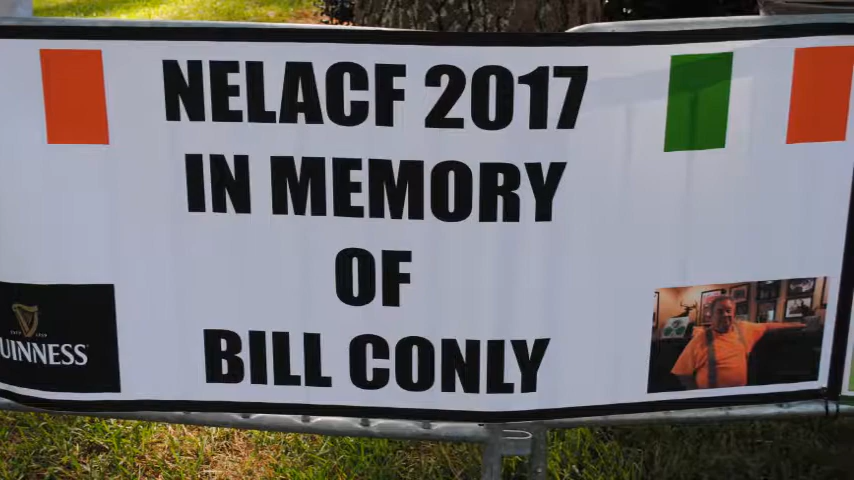 NELACF 2017
IN MEMORY
OF
BILL CONLY
GUINNESS